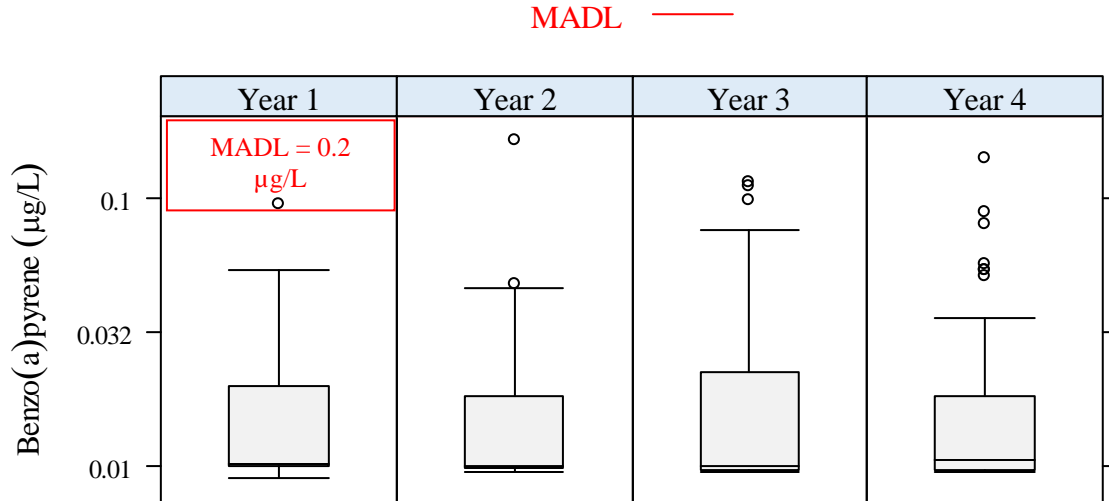 MADL
Year 1 Year 2 Year 3 Year 4
MADL = 0.2
µg/L
Benzo(a)pyrene (µg/L)
0.1
0.032
0.01